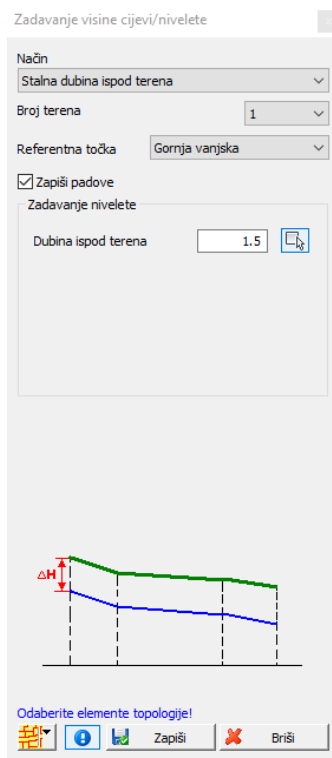 Zadavanje visine cijevi/nivelete
Način
Stalna dubina ispod terena
Broj terena 1
Referentna točka Gornja vanjska
Zapiši padove
Zadavanje nivelete
Dubina ispod terena 1.5
ΔH
Odaberite elemente topologije!
Zapiši Briši